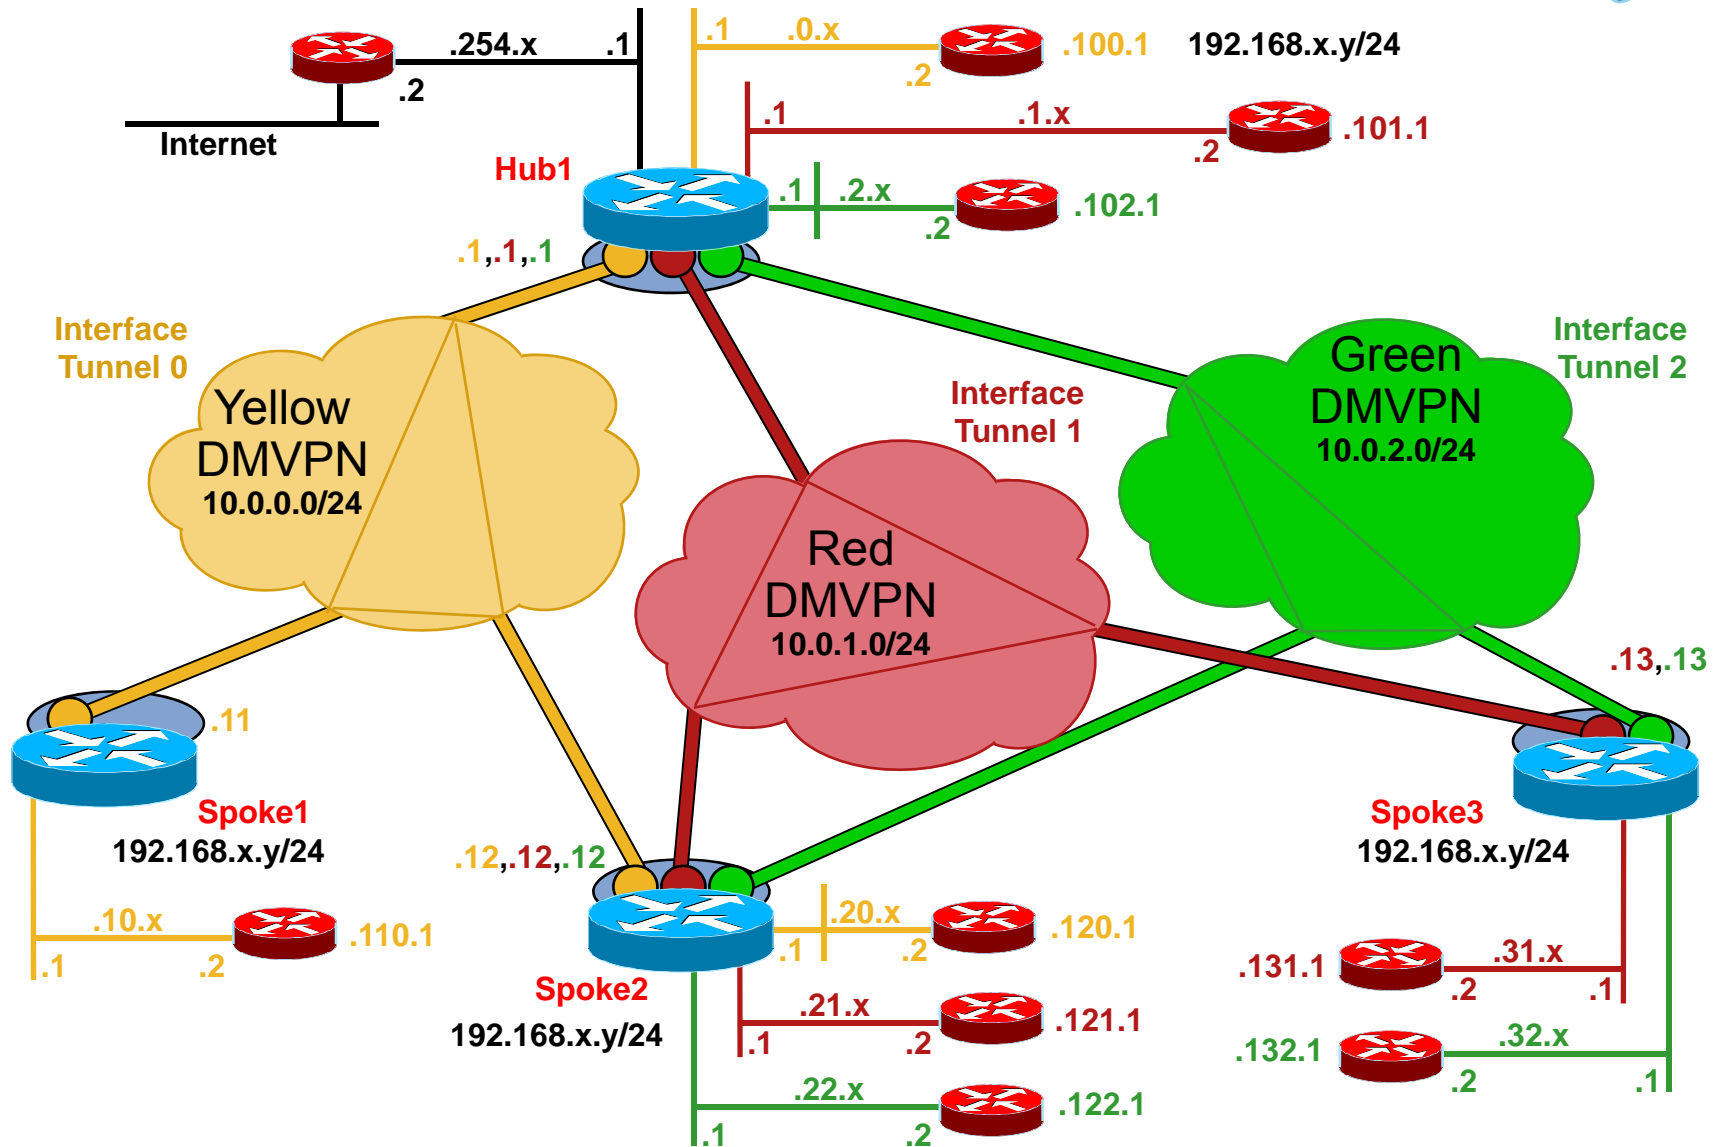 .254.x
.1
.2
Internet
.1
.0.x
.2
.100.1
192.168.x.y/24
.1
.1.x
.2
.101.1
Hub1
.1
.2.x
.2
.102.1
.1,.1,.1
Interface
Tunnel 0
Yellow
DMVPN
10.0.0.0/24
Interface
Tunnel 1
Red
DMVPN
10.0.1.0/24
Green
DMVPN
10.0.2.0/24
Interface
Tunnel 2
.11
Spoke1
192.168.x.y/24
.10.x
.1
.2
.110.1
.12,.12,.12
Spoke2
192.168.x.y/24
.20.x
.1
.2
.120.1
.21.x
.1
.2
.121.1
.22.x
.1
.2
.122.1
.13,.13
Spoke3
192.168.x.y/24
.131.1
.31.x
.2
.1
.132.1
.32.x
.2
.1